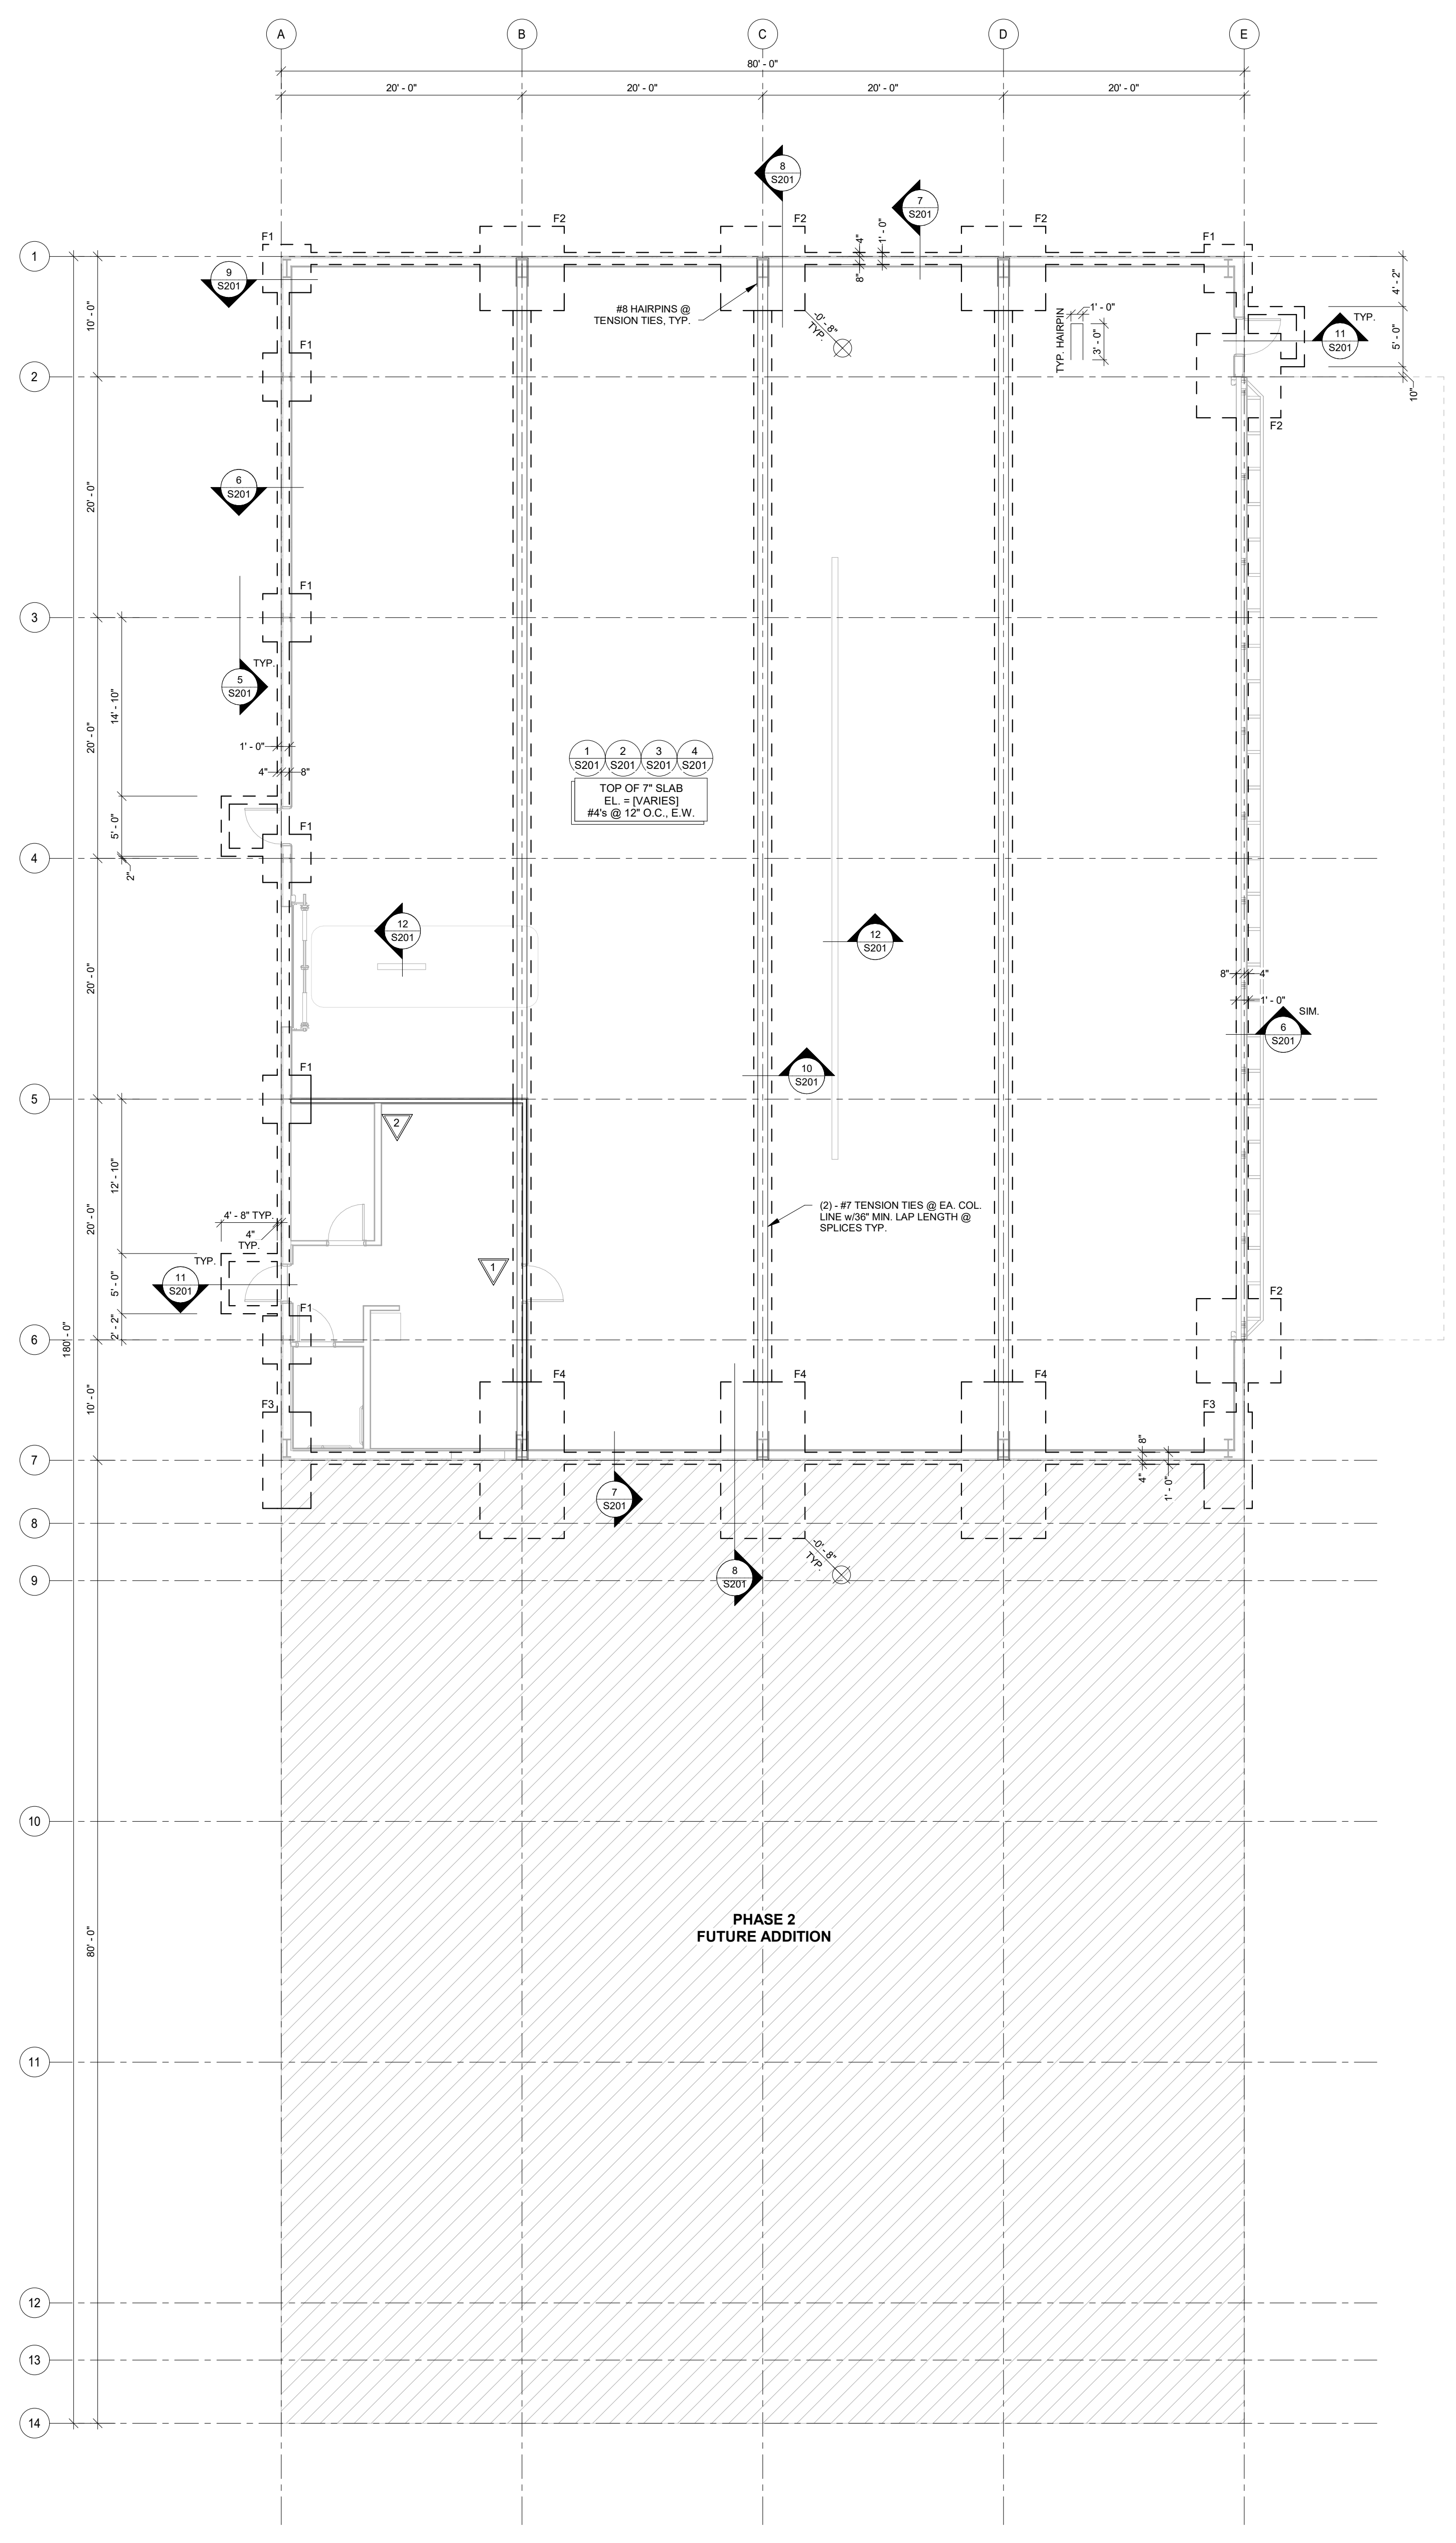 A
B
C
D
E
80' - 0"
20' - 0"
20' - 0"
20' - 0"
20' - 0"
8
S201
7
S201
F1
F2
F2
F2
F1
4"
1' - 0"
8"
1
9
S201
#8 HAIRPINS @
TENSION TIES, TYP.
-0' - 8"
TYP.
TYP. HAIRPIN
1' - 0"
3' - 0"
4' - 2"
TYP.
11
S201
5' - 0"
10"
10' - 0"
F1
2
F2
20' - 0"
6
S201
F1
3
TYP.
5
S201
14' - 10"
20' - 0"
1' - 0"
4"
8"
1
S201
2
S201
3
S201
4
S201
TOP OF 7" SLAB
EL. = [VARIES]
#4's @ 12" O.C., E.W.
5' - 0"
F1
4
2"
12
S201
12
S201
20' - 0"
8"
4"
1' - 0"
SIM.
6
S201
10
S201
F1
5
2
12' - 10"
20' - 0"
4' - 8" TYP.
4"
TYP.
(2) - #7 TENSION TIES @ EA. COL.
LINE w/36" MIN. LAP LENGTH @
SPLICES TYP.
TYP.
11
S201
1
5' - 0"
F1
F2
2' - 2"
6
180' - 0"
F4
F4
F4
10' - 0"
F3
F3
8"
4"
1' - 0"
7
7
S201
8
-0' - 8"
TYP.
8
S201
9
10
PHASE 2
FUTURE ADDITION
80' - 0"
11
12
13
14